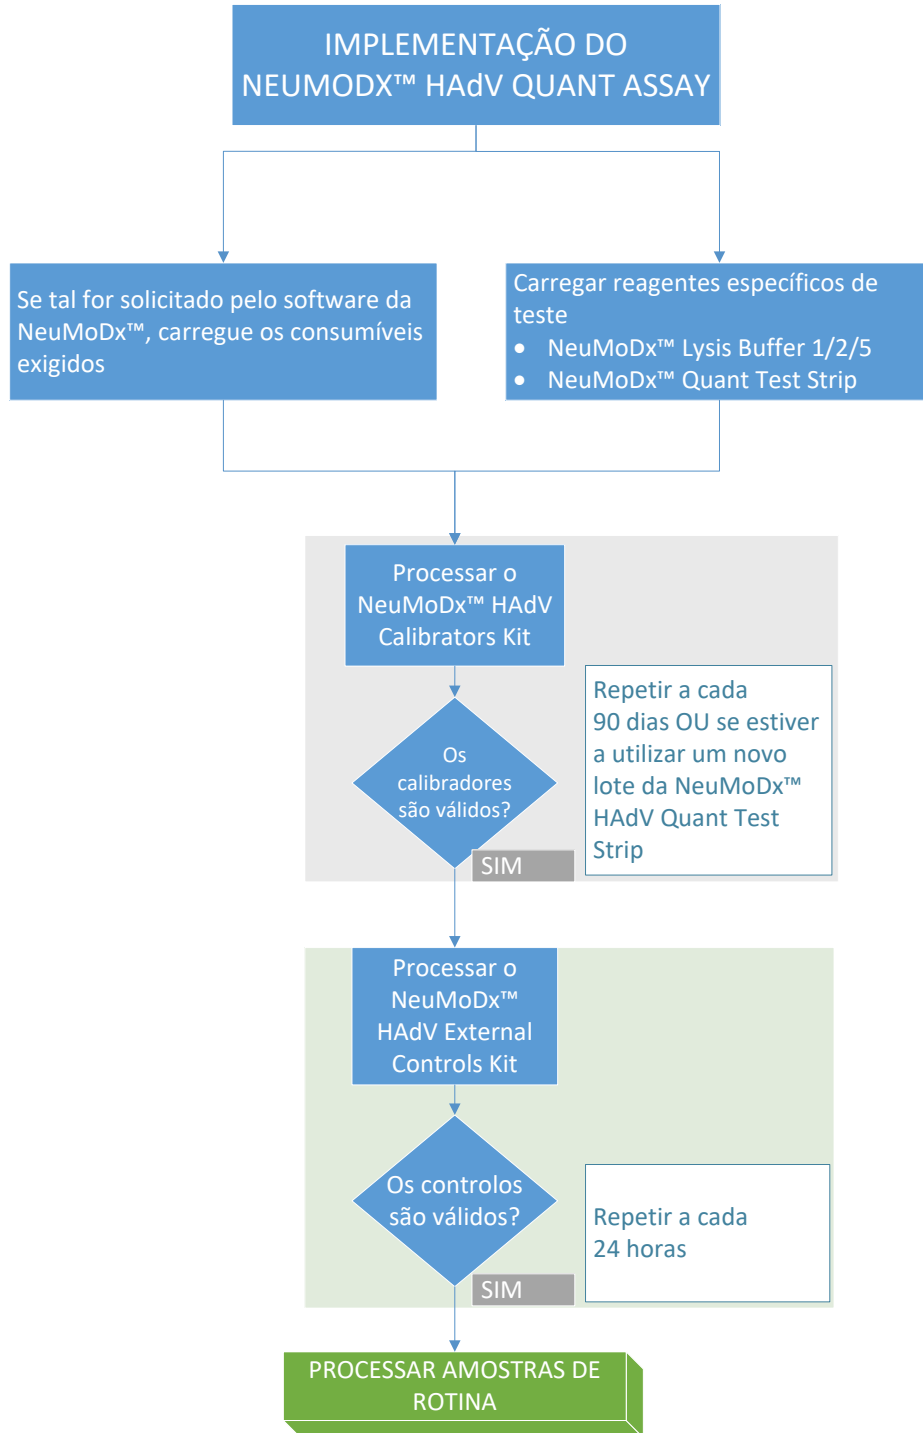 IMPLEMENTAÇÃO DO
NEUMODX™ HAdV QUANT ASSAY
Se tal for solicitado pelo software da
NeuMoDx™, carregue os consumíveis
exigidos
Carregar reagentes específicos de
teste
• NeuMoDx™ Lysis Buffer 1/2/5
• NeuMoDx™ Quant Test Strip
Processar o
NeuMoDx™ HAdV
Calibrators Kit
Os
calibradores
são válidos?
Repetir a cada
90 dias OU se estiver
a utilizar um novo
lote da NeuMoDx™
HAdV Quant Test
Strip
SIM
Processar o
NeuMoDx™
HAdV External
Controls Kit
Os controlos
são válidos?
Repetir a cada
24 horas
SIM
PROCESSAR AMOSTRAS DE
ROTINA